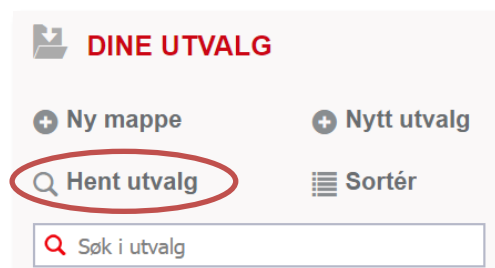 DINE UTVALG
Ny mappe Nytt utvalg
Hent utvalg Sortér
Søk i utvalg